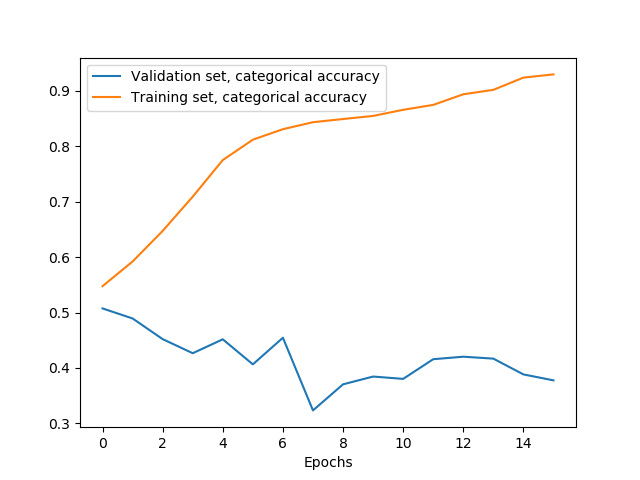 Validation set, categorical accuracy
Training set, categorical accuracy
0.9
0.8
0.7
0.6
0.5
0.4
0.3
0 2 4 6 8 10 12 14
Epochs